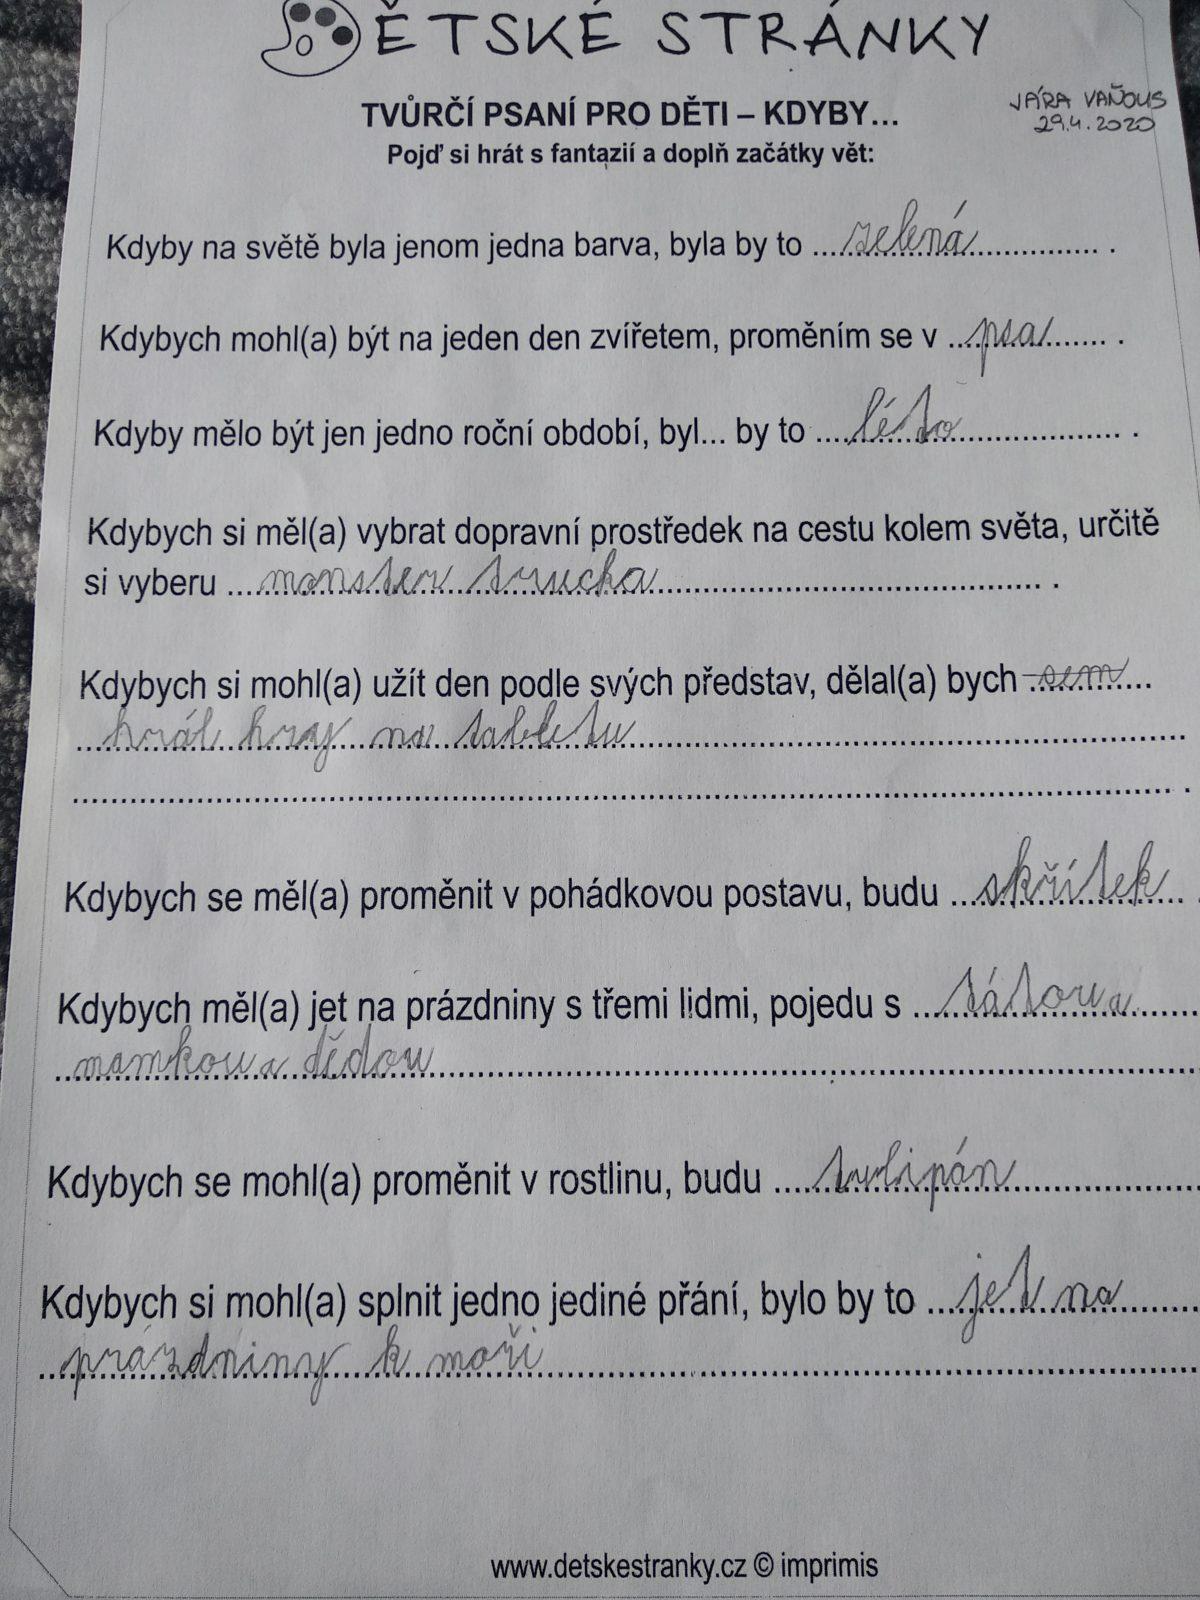 DĚTSKÉ STRÁNKY
TVŮRČÍ PSANÍ PRO DĚTI – KDYBY...
JÁRA VAŇOUS
29.4.2020
Pojď si hrát s fantazií a doplň začátky vět:
Kdyby na světě byla jenom jedna barva, byla by to ...zelená... .
Kdybych mohl(a) být na jeden den zvířetem, proměním se v ...psa... .
Kdyby mělo být jen jedno roční období, byl... by to ...léto... .
Kdybych si měl(a) vybrat dopravní prostředek na cestu kolem světa, určitě
si vyberu ...monster trucka... .
Kdybych si mohl(a) užít den podle svých představ, dělal(a) bych ...sem...
hrál hry na tabletu
Kdybych se měl(a) proměnit v pohádkovou postavu, budu ...skřítek...
Kdybych měl(a) jet na prázdniny s třemi lidmi, pojedu s ...tátou a...
mamkou a dědou
Kdybych se mohl(a) proměnit v rostlinu, budu ...tulipán...
Kdybych si mohl(a) splnit jedno jediné přání, bylo by to ...jet na...
prázdniny k moři
www.detskestranky.cz © imprimis